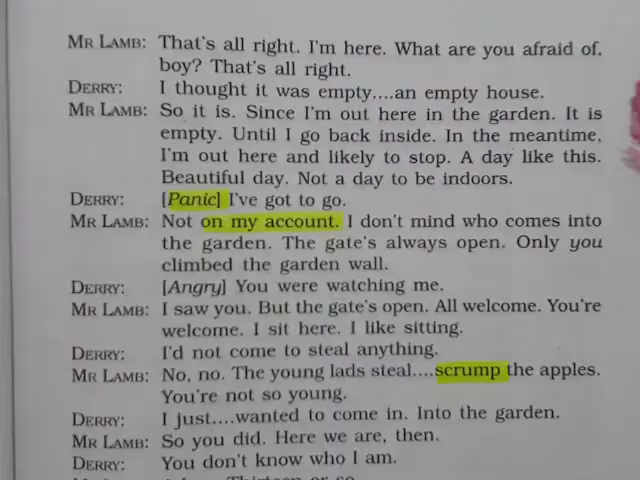 MR LAMB: That's all right. I'm here. What are you afraid of,
boy? That's all right.
DERRY: I thought it was empty....an empty house.
MR LAMB: So it is. Since I'm out here in the garden. It is
empty. Until I go back inside. In the meantime,
I'm out here and likely to stop. A day like this.
Beautiful day. Not a day to be indoors.
DERRY: [Panic] I've got to go.
MR LAMB: Not on my account. I don't mind who comes into
the garden. The gate's always open. Only you
climbed the garden wall.
DERRY: [Angry] You were watching me.
MR LAMB: I saw you. But the gate's open. All welcome. You're
welcome. I sit here. I like sitting.
DERRY: I'd not come to steal anything.
MR LAMB: No, no. The young lads steal....scrump the apples.
You're not so young.
DERRY: I just....wanted to come in. Into the garden.
MR LAMB: So you did. Here we are, then.
DERRY: You don't know who I am.